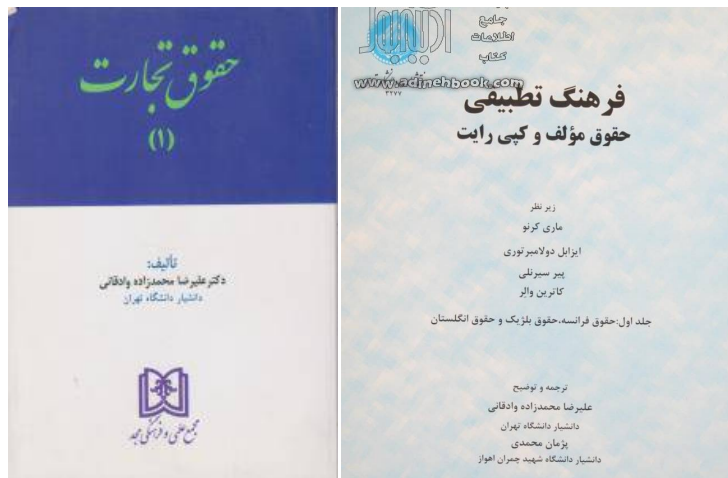 حقوق تجارت
(۱)
تألیف:
دکتر علیرضا محمدزاده وادقانی
دانشیار دانشگاه تهران
مجمع علمی و فرهنگی مجد
جامع
اطلاعات
کتاب
www.adinehbook.com
۳۲۷۷
فرهنگ تطبیقی
حقوق مؤلف و کپی رایت
زیر نظر
ماری کرنو
ایزابل دولامبرتوری
پیر سیرنلی
کاترین والر
جلد اول:حقوق فرانسه،حقوق بلژیک و حقوق انگلستان
ترجمه و توضیح
علیرضا محمدزاده وادقانی
دانشیار دانشگاه تهران
پژمان محمدی
دانشیار دانشگاه شهید چمران اهواز